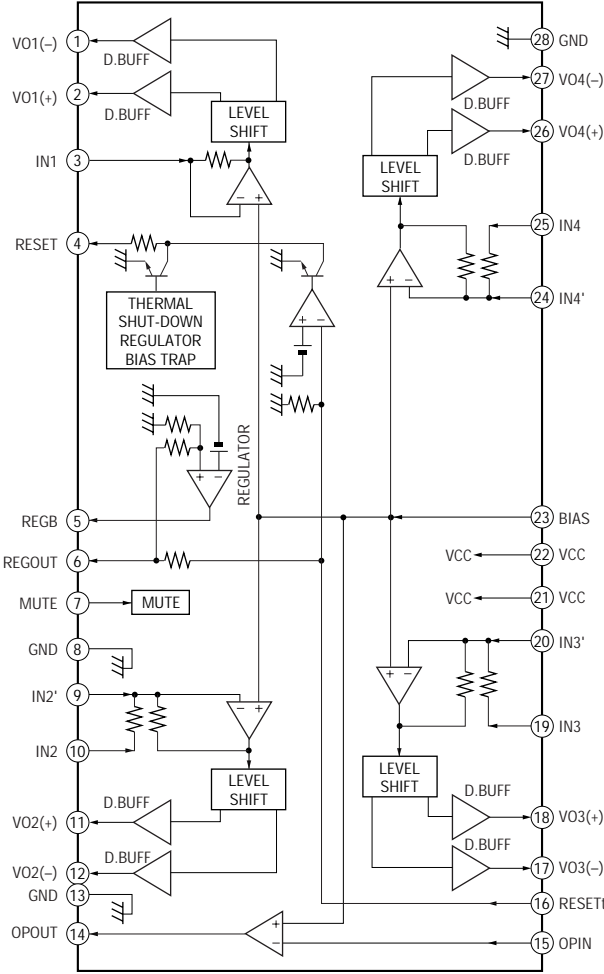 VO1(–) 1
D.BUFF
VO1(+) 2
D.BUFF
LEVEL
SHIFT
IN1 3
– +
RESET 4
THERMAL
SHUT-DOWN
REGULATOR
BIAS TRAP
+ –
REGULATOR
+ –
REGB 5
REGOUT 6
MUTE 7
MUTE
GND 8
IN2' 9
– +
IN2 10
LEVEL
SHIFT
D.BUFF
VO2(+) 11
D.BUFF
VO2(–) 12
GND 13
OPOUT 14
+
–
28 GND
27 VO4(–)
D.BUFF
26 VO4(+)
D.BUFF
LEVEL
SHIFT
25 IN4
+ –
24 IN4'
23 BIAS
VCC 22 VCC
VCC 21 VCC
20 IN3'
+ –
19 IN3
LEVEL
SHIFT
D.BUFF
18 VO3(+)
D.BUFF
17 VO3(–)
16 RESETt
15 OPIN